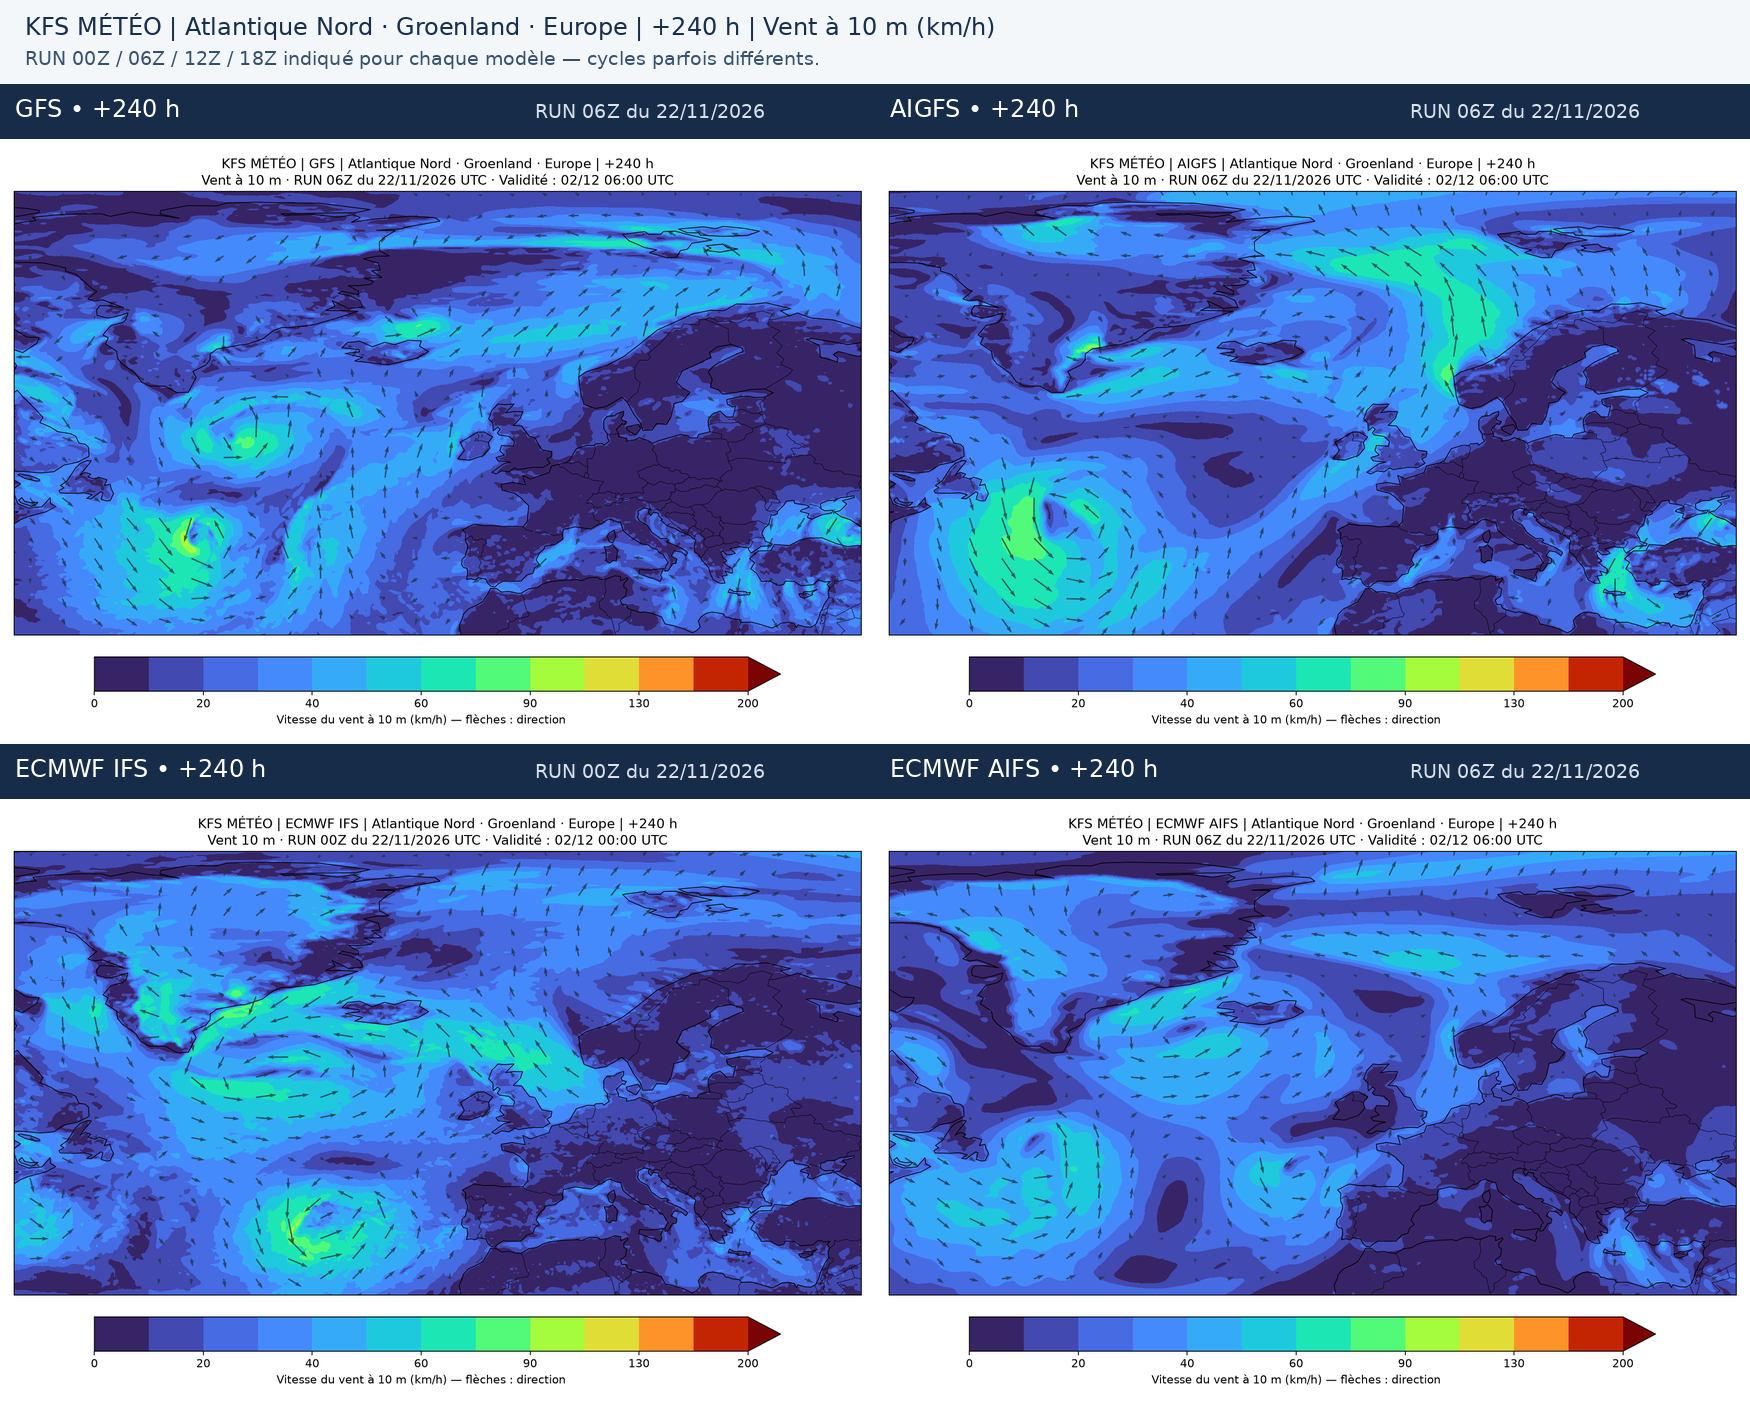 KFS MÉTÉO | Atlantique Nord · Groenland · Europe | +240 h | Vent à 10 m (km/h)
RUN 00Z / 06Z / 12Z / 18Z indiqué pour chaque modèle — cycles parfois différents.
GFS • +240 h RUN 06Z du 22/11/2026
KFS MÉTÉO | GFS | Atlantique Nord · Groenland · Europe | +240 h
Vent à 10 m · RUN 06Z du 22/11/2026 UTC · Validité : 02/12 06:00 UTC
0 20 40 60 90 130 200
Vitesse du vent à 10 m (km/h) — flèches : direction
AIGFS • +240 h RUN 06Z du 22/11/2026
KFS MÉTÉO | AIGFS | Atlantique Nord · Groenland · Europe | +240 h
Vent à 10 m · RUN 06Z du 22/11/2026 UTC · Validité : 02/12 06:00 UTC
0 20 40 60 90 130 200
Vitesse du vent à 10 m (km/h) — flèches : direction
ECMWF IFS • +240 h RUN 00Z du 22/11/2026
KFS MÉTÉO | ECMWF IFS | Atlantique Nord · Groenland · Europe | +240 h
Vent 10 m · RUN 00Z du 22/11/2026 UTC · Validité : 02/12 00:00 UTC
0 20 40 60 90 130 200
Vitesse du vent à 10 m (km/h) — flèches : direction
ECMWF AIFS • +240 h RUN 06Z du 22/11/2026
KFS MÉTÉO | ECMWF AIFS | Atlantique Nord · Groenland · Europe | +240 h
Vent 10 m · RUN 06Z du 22/11/2026 UTC · Validité : 02/12 06:00 UTC
0 20 40 60 90 130 200
Vitesse du vent à 10 m (km/h) — flèches : direction